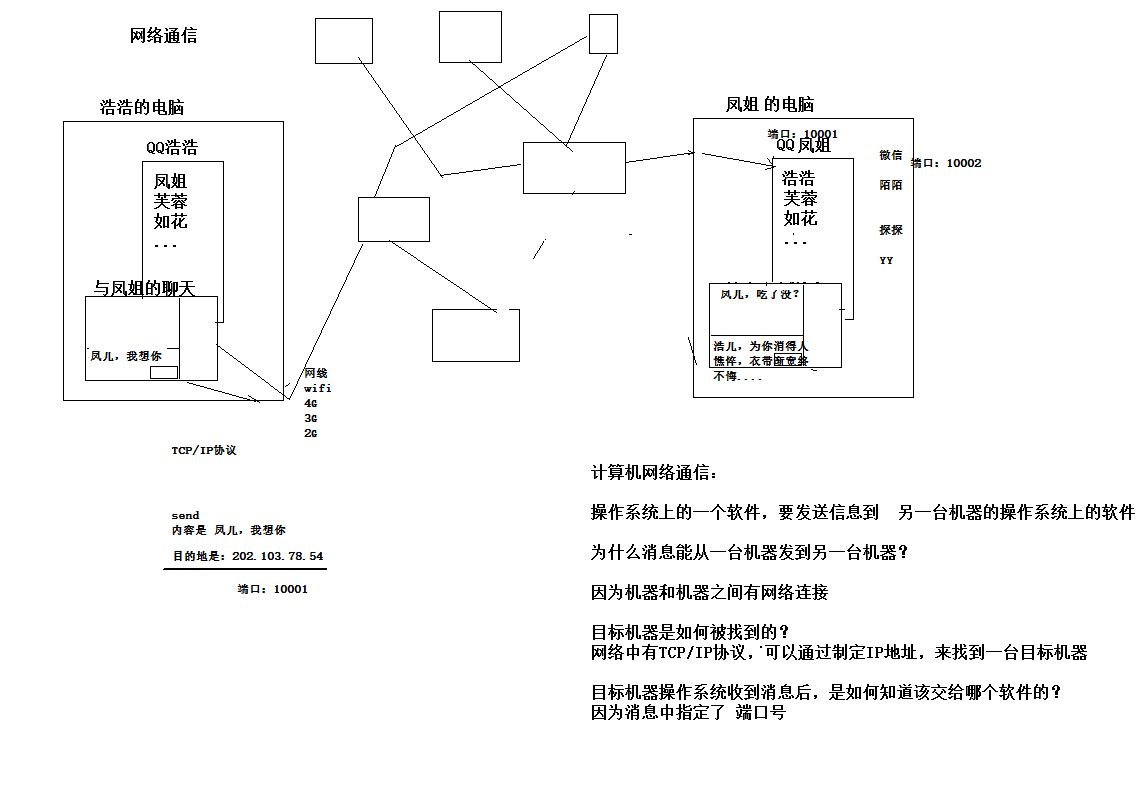 网络通信
浩浩的电脑
QQ浩浩
凤姐
芙蓉
如花
...
与凤姐的聊天
凤儿，我想你
网线
wifi
4G
3G
2G
TCP/IP协议
send
内容是 凤儿，我想你
目的地是：202.103.78.54
端口：10001
凤姐 的电脑
端口：10001
QQ 凤姐
浩浩
芙蓉
如花
...
微信
端口：10002
陌陌
探探
YY
凤儿，吃了没？
浩儿，为你消得人
憔悴，衣带渐宽终
不悔....
计算机网络通信：
操作系统上的一个软件，要发送信息到 另一台机器的操作系统上的软件
为什么消息能从一台机器发到另一台机器？
因为机器和机器之间有网络连接
目标机器是如何被找到的？
网络中有TCP/IP协议，可以通过制定IP地址，来找到一台目标机器
目标机器操作系统收到消息后，是如何知道该交给哪个软件的？
因为消息中指定了 端口号